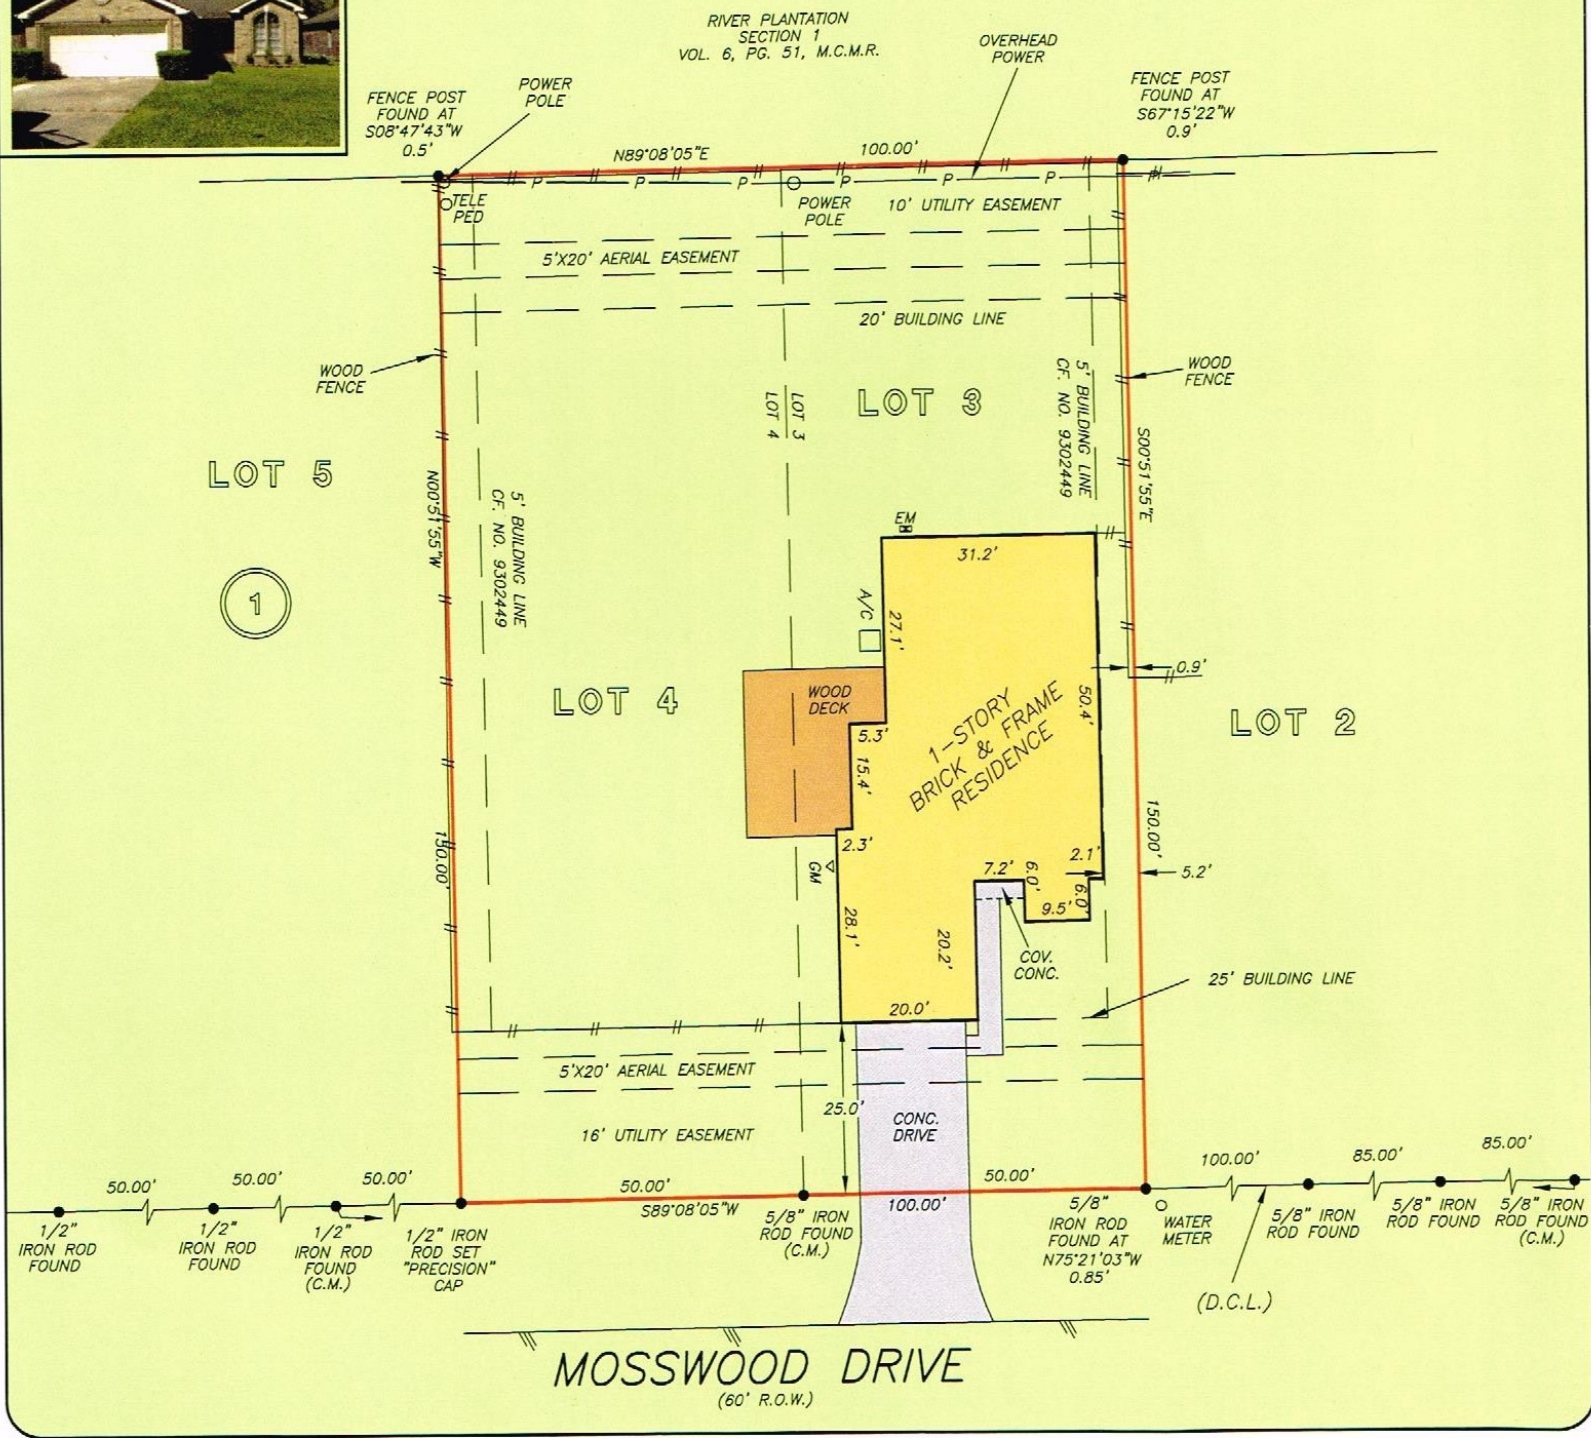 RIVER PLANTATION
SECTION 1
VOL. 6, PG. 51, M.C.M.R.
OVERHEAD
POWER
POWER
POLE
FENCE POST
FOUND AT
S08°47'43"W
0.5'
FENCE POST
FOUND AT
S67°15'22"W
0.9'
N89°08'05"E
100.00'
P P P P P P P
TELE
PED
POWER
POLE
10' UTILITY EASEMENT
5'X20' AERIAL EASEMENT
20' BUILDING LINE
WOOD
FENCE
WOOD
FENCE
LOT 3
LOT 4
LOT 3
5' BUILDING LINE
CF. NO. 9302449
S00°51'55"E
LOT 5
N00°51'55"W
5' BUILDING LINE
CF. NO. 9302449
1
EM
31.2'
A/C
27.1'
0.9'
LOT 4
WOOD
DECK
5.3'
15.4'
1-STORY
BRICK & FRAME
RESIDENCE
50.4'
LOT 2
150.00'
150.00'
2.3'
GM
28.1'
7.2'
6.0'
2.1'
6.0'
9.5'
5.2'
20.2'
COV.
CONC.
25' BUILDING LINE
20.0'
5'X20' AERIAL EASEMENT
25.0'
CONC.
DRIVE
16' UTILITY EASEMENT
50.00'
50.00'
50.00'
50.00'
S89°08'05"W
100.00'
50.00'
100.00'
85.00'
85.00'
1/2"
IRON ROD
FOUND
1/2"
IRON ROD
FOUND
1/2"
IRON ROD
FOUND
(C.M.)
1/2" IRON
ROD SET
"PRECISION"
CAP
5/8" IRON
ROD FOUND
(C.M.)
5/8"
IRON ROD
FOUND AT
N75°21'03"W
0.85'
WATER
METER
5/8" IRON
ROD FOUND
5/8" IRON
ROD FOUND
5/8" IRON
ROD FOUND
(C.M.)
(D.C.L.)
MOSSWOOD DRIVE
(60' R.O.W.)